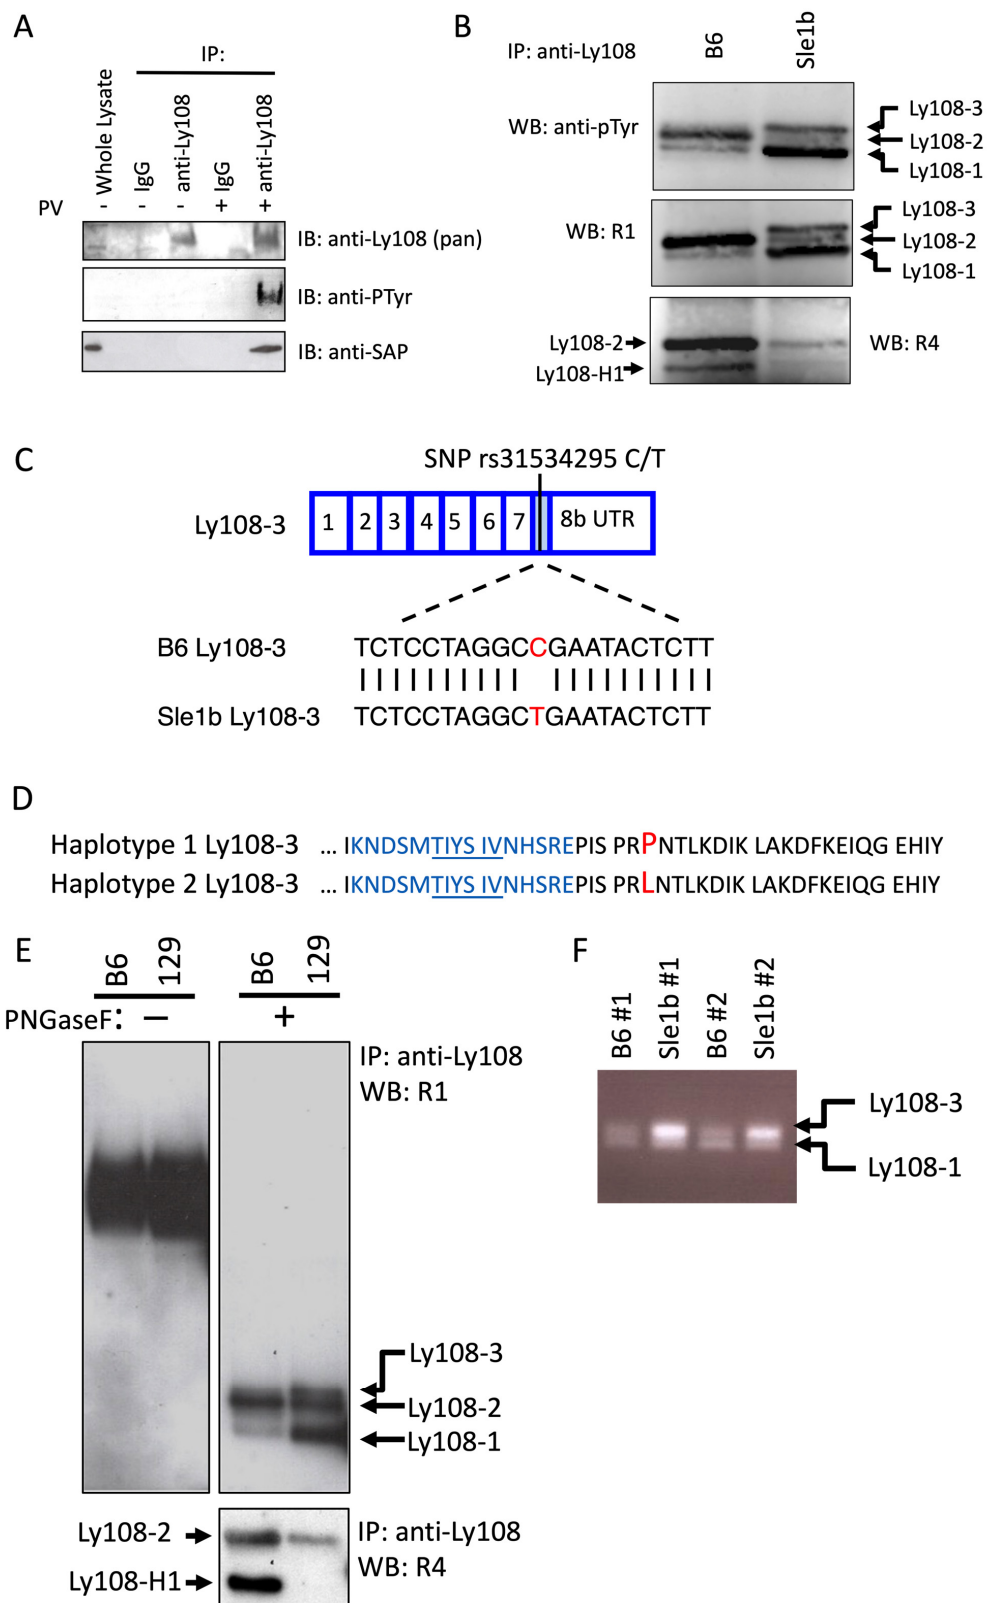 A
IP:
Whole Lysate
IgG
anti-Ly108
IgG
anti-Ly108
PV - - - + +
IB: anti-Ly108 (pan)
IB: anti-PTyr
IB: anti-SAP
B
IP: anti-Ly108
B6
Sle1b
WB: anti-pTyr
Ly108-3
Ly108-2
Ly108-1
WB: R1
Ly108-3
Ly108-2
Ly108-1
Ly108-2
Ly108-H1
WB: R4
C
SNP rs31534295 C/T
Ly108-3
1 2 3 4 5 6 7 8b UTR
B6 Ly108-3 TCTCCTAGGCCGAATACTCTT
Sle1b Ly108-3 TCTCCTAGGCTGAATACTCTT
D
Haplotype 1 Ly108-3 ... IKNDSMTIYS IVNHSREPIS PRPNTLKDIK LAKDFKEIQG EHIY
Haplotype 2 Ly108-3 ... IKNDSMTIYS IVNHSREPIS PRLNTLKDIK LAKDFKEIQG EHIY
E
B6
129
B6
129
PNGaseF: − +
IP: anti-Ly108
WB: R1
Ly108-3
Ly108-2
Ly108-1
Ly108-2
Ly108-H1
IP: anti-Ly108
WB: R4
F
B6 #1
Sle1b #1
B6 #2
Sle1b #2
Ly108-3
Ly108-1